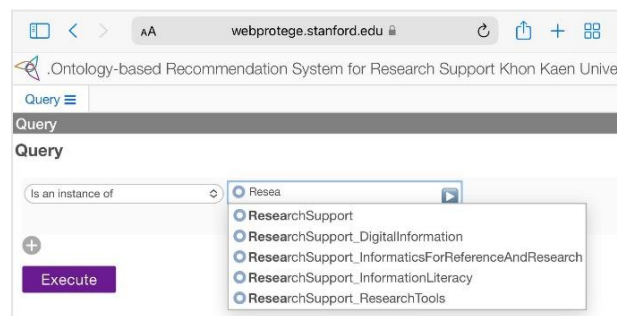 AA webprotege.stanford.edu
.Ontology-based Recommendation System for Research Support Khon Kaen Unive
Query
Query
Query
Is an instance of Resea
ResearchSupport
ResearchSupport_DigitalInformation
ResearchSupport_InformaticsForReferenceAndResearch
ResearchSupport_InformationLiteracy
ResearchSupport_ResearchTools
Execute